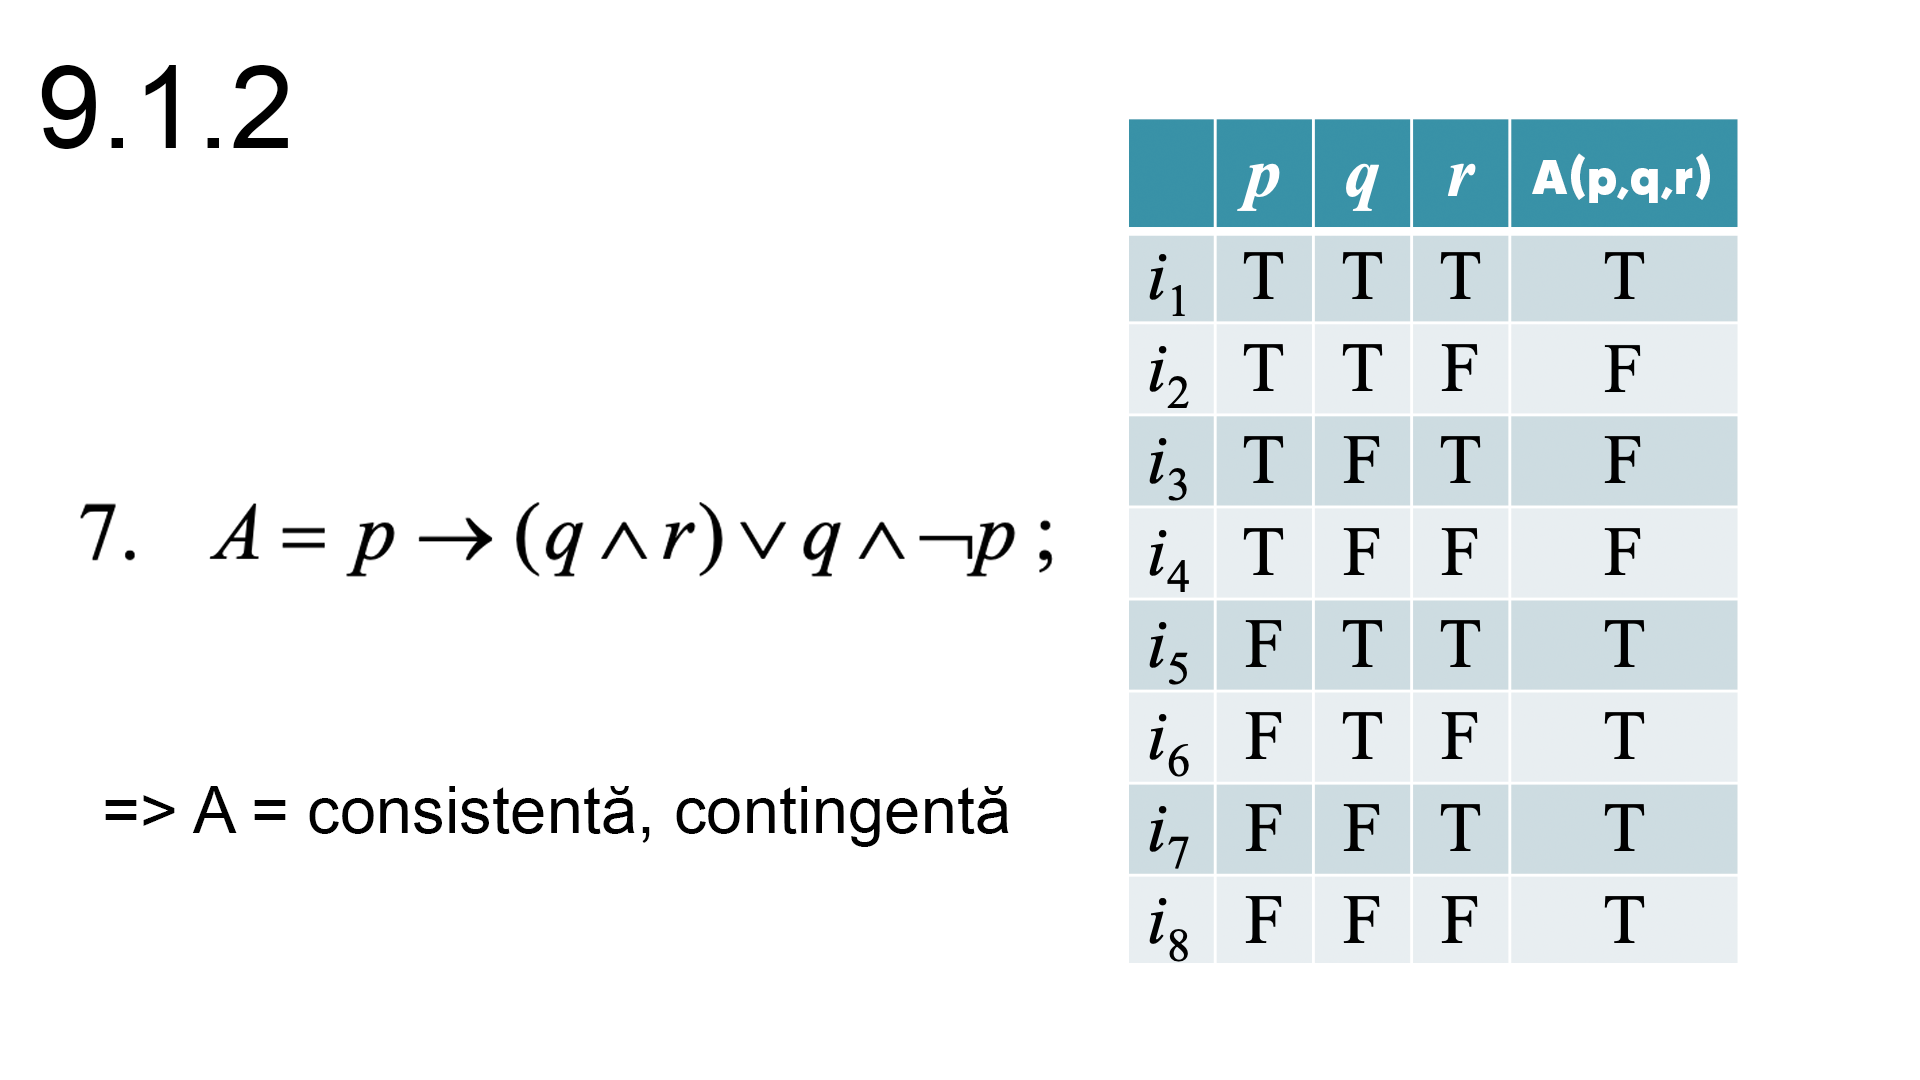 9.1.2
7. A = p → (q ∧ r) ∨ q ∧ ¬p ;
=> A = consistentă, contingentă
p q r A(p,q,r)
i₁ T T T T
i₂ T T F F
i₃ T F T F
i₄ T F F F
i₅ F T T T
i₆ F T F T
i₇ F F T T
i₈ F F F T